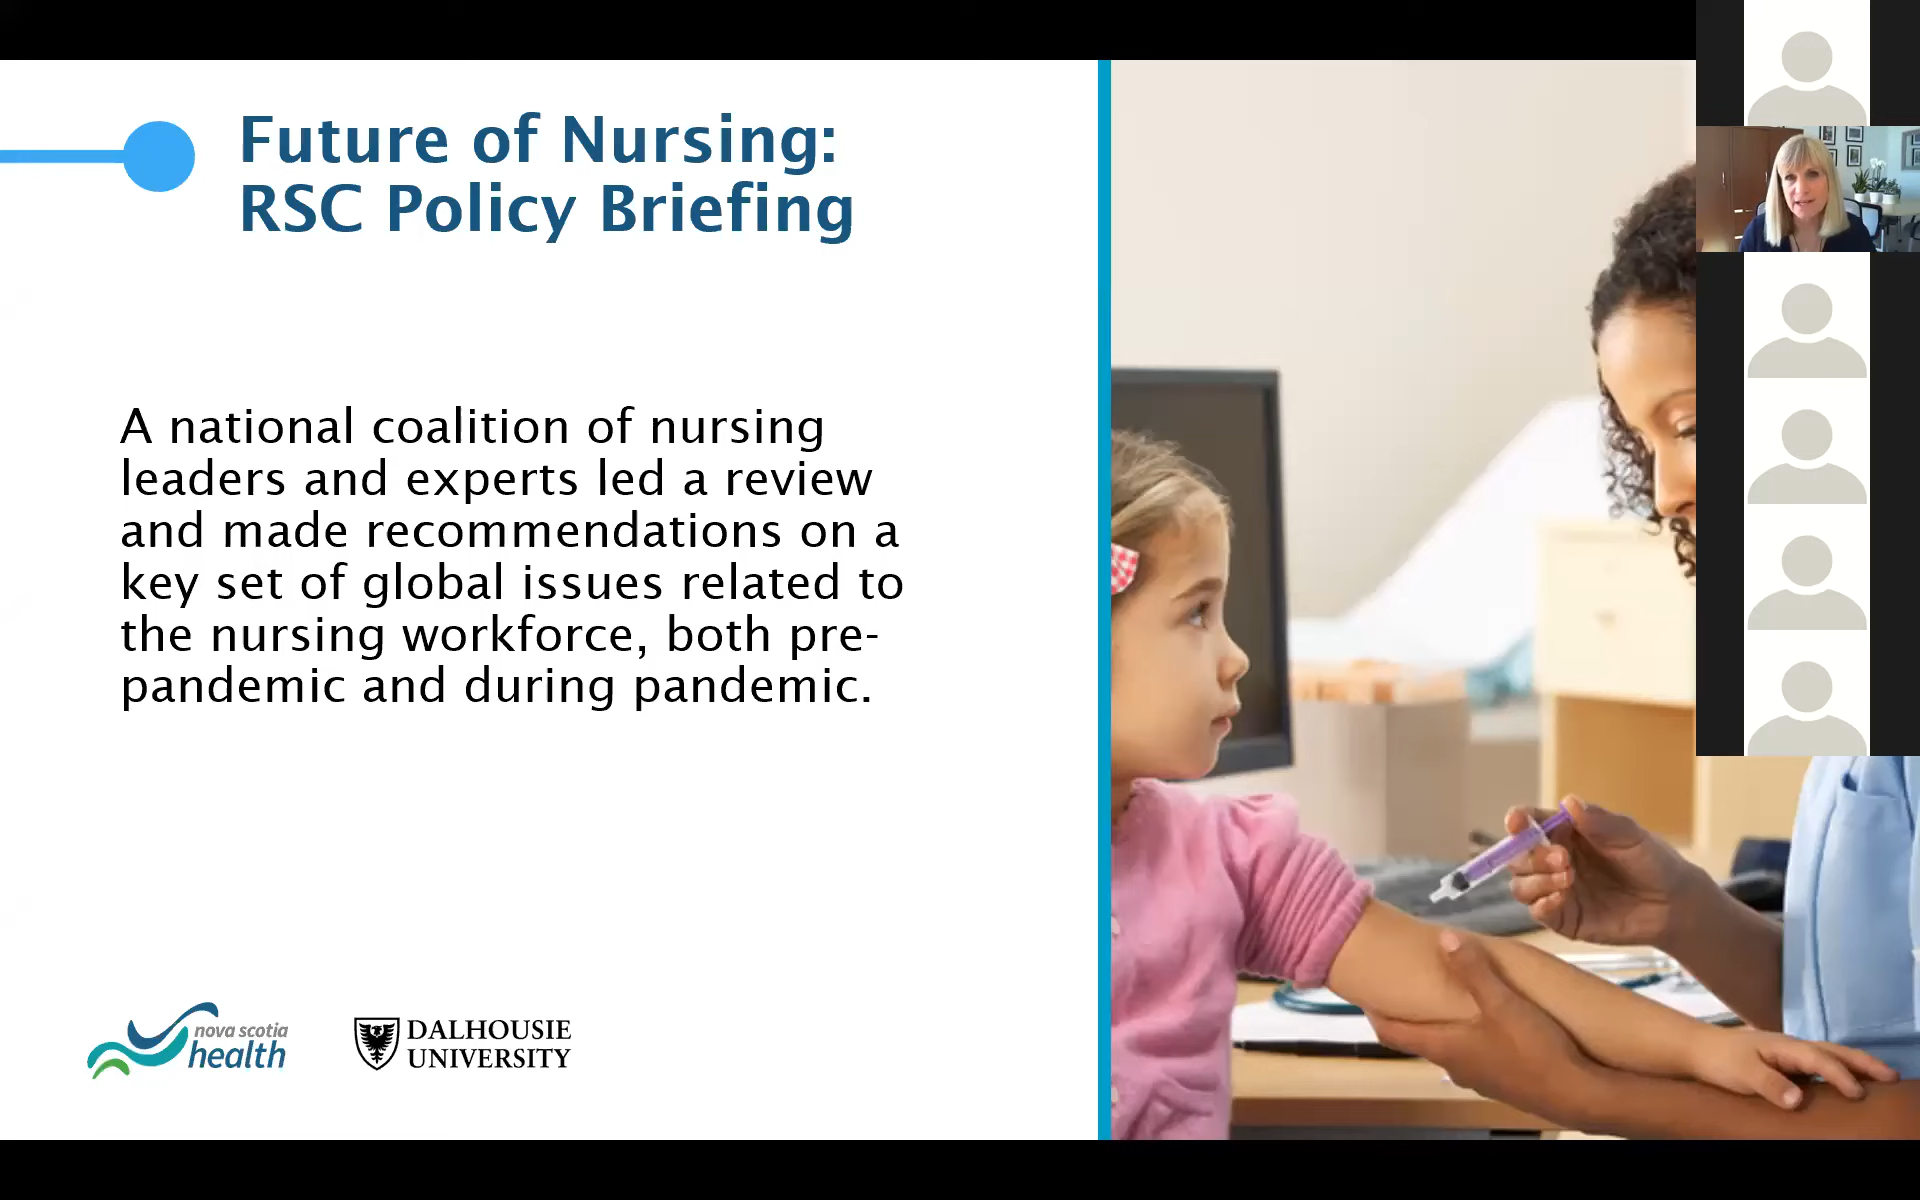 Future of Nursing:
RSC Policy Briefing
A national coalition of nursing
leaders and experts led a review
and made recommendations on a
key set of global issues related to
the nursing workforce, both pre-
pandemic and during pandemic.
nova scotia
health
DALHOUSIE
UNIVERSITY